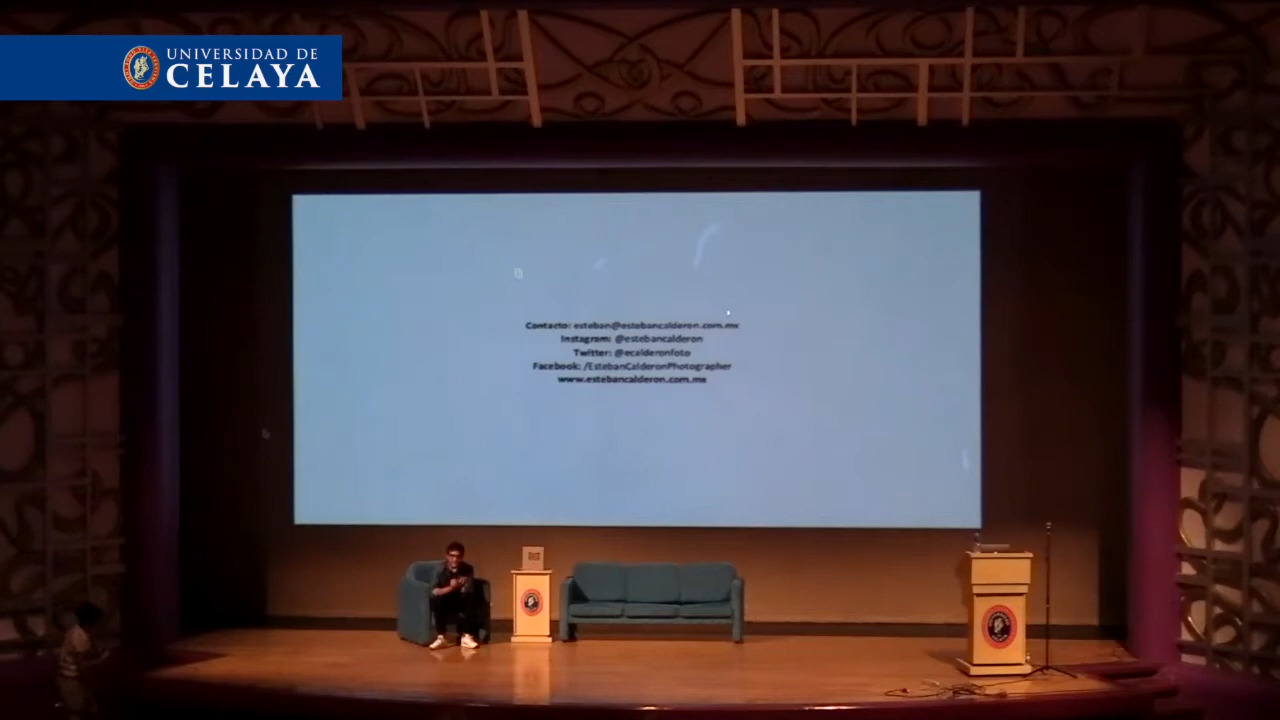 UNIVERSIDAD DE
CELAYA
Contacto: esteban@estebancalderon.com.mx
Instagram: @estebancalderon
Twitter: @ecalderonfoto
Facebook: /EstebanCalderonPhotographer
www.estebancalderon.com.mx